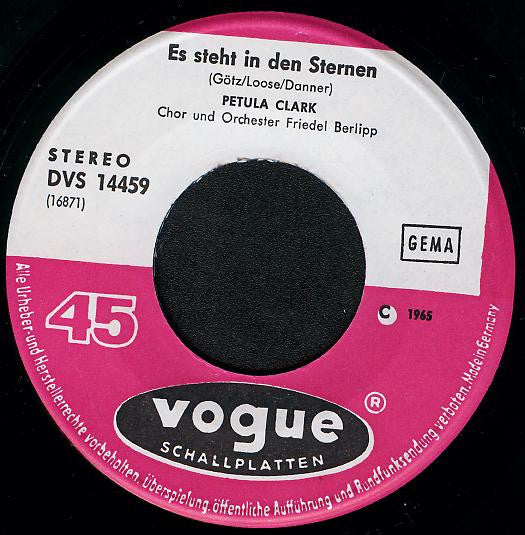 Es steht in den Sternen
(Götz/Loose/Danner)
PETULA CLARK
Chor und Orchester Friedel Berlipp
STEREO
DVS 14459
(16871)
GEMA
45
C 1965
vogue ®
SCHALLPLATTEN
Alle Urheber- und Herstellerrechte vorbehalten. Überspielung, öffentliche Aufführung und Rundfunksendung verboten. Made in Germany